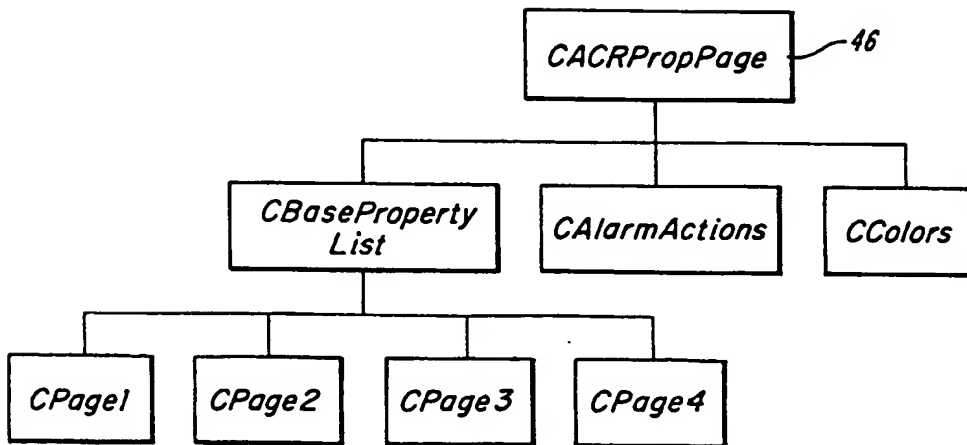 CACRPropPage
46
CBaseProperty
List
CAlarmActions
CColors
CPage1
CPage2
CPage3
CPage4